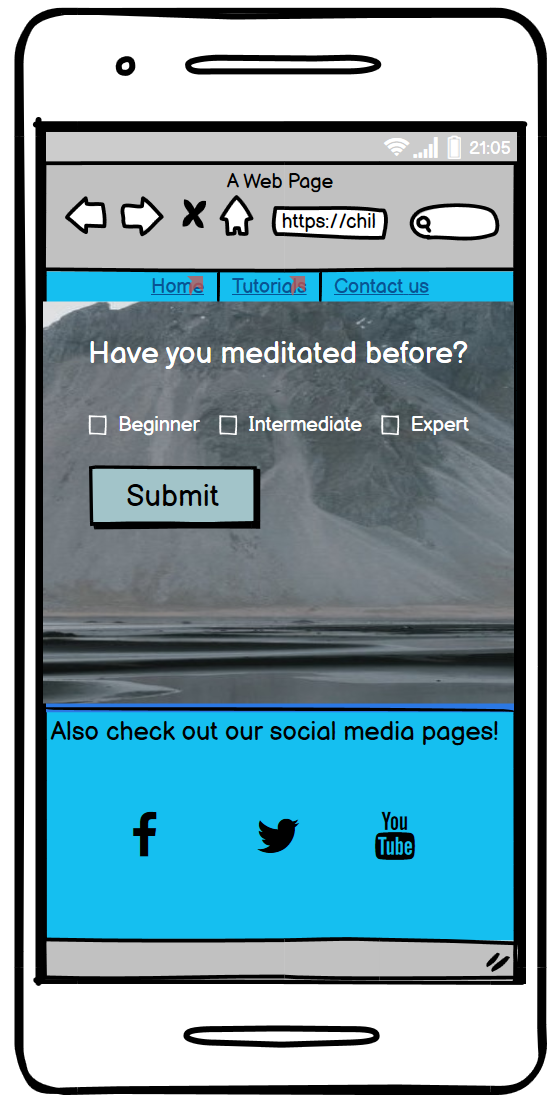 21:05
A Web Page
https://chil
Home Tutorials Contact us
Have you meditated before?
Beginner Intermediate Expert
Submit
Also check out our social media pages!
You
Tube